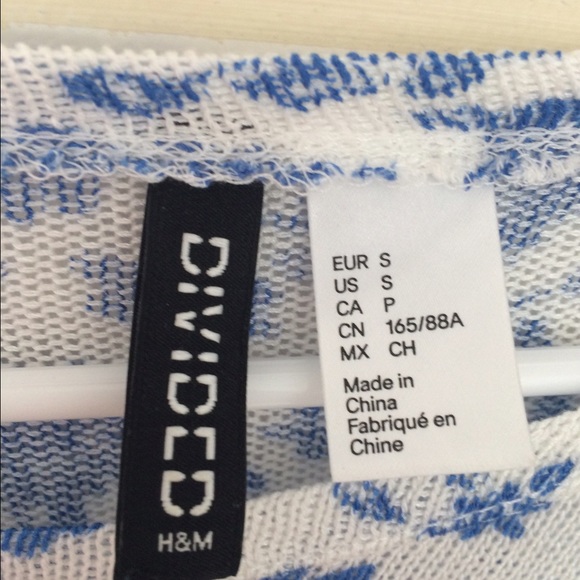 DIVIDED
H&M
EUR S
US S
CA P
CN 165/88A
MX CH
Made in
China
Fabriqué en
Chine